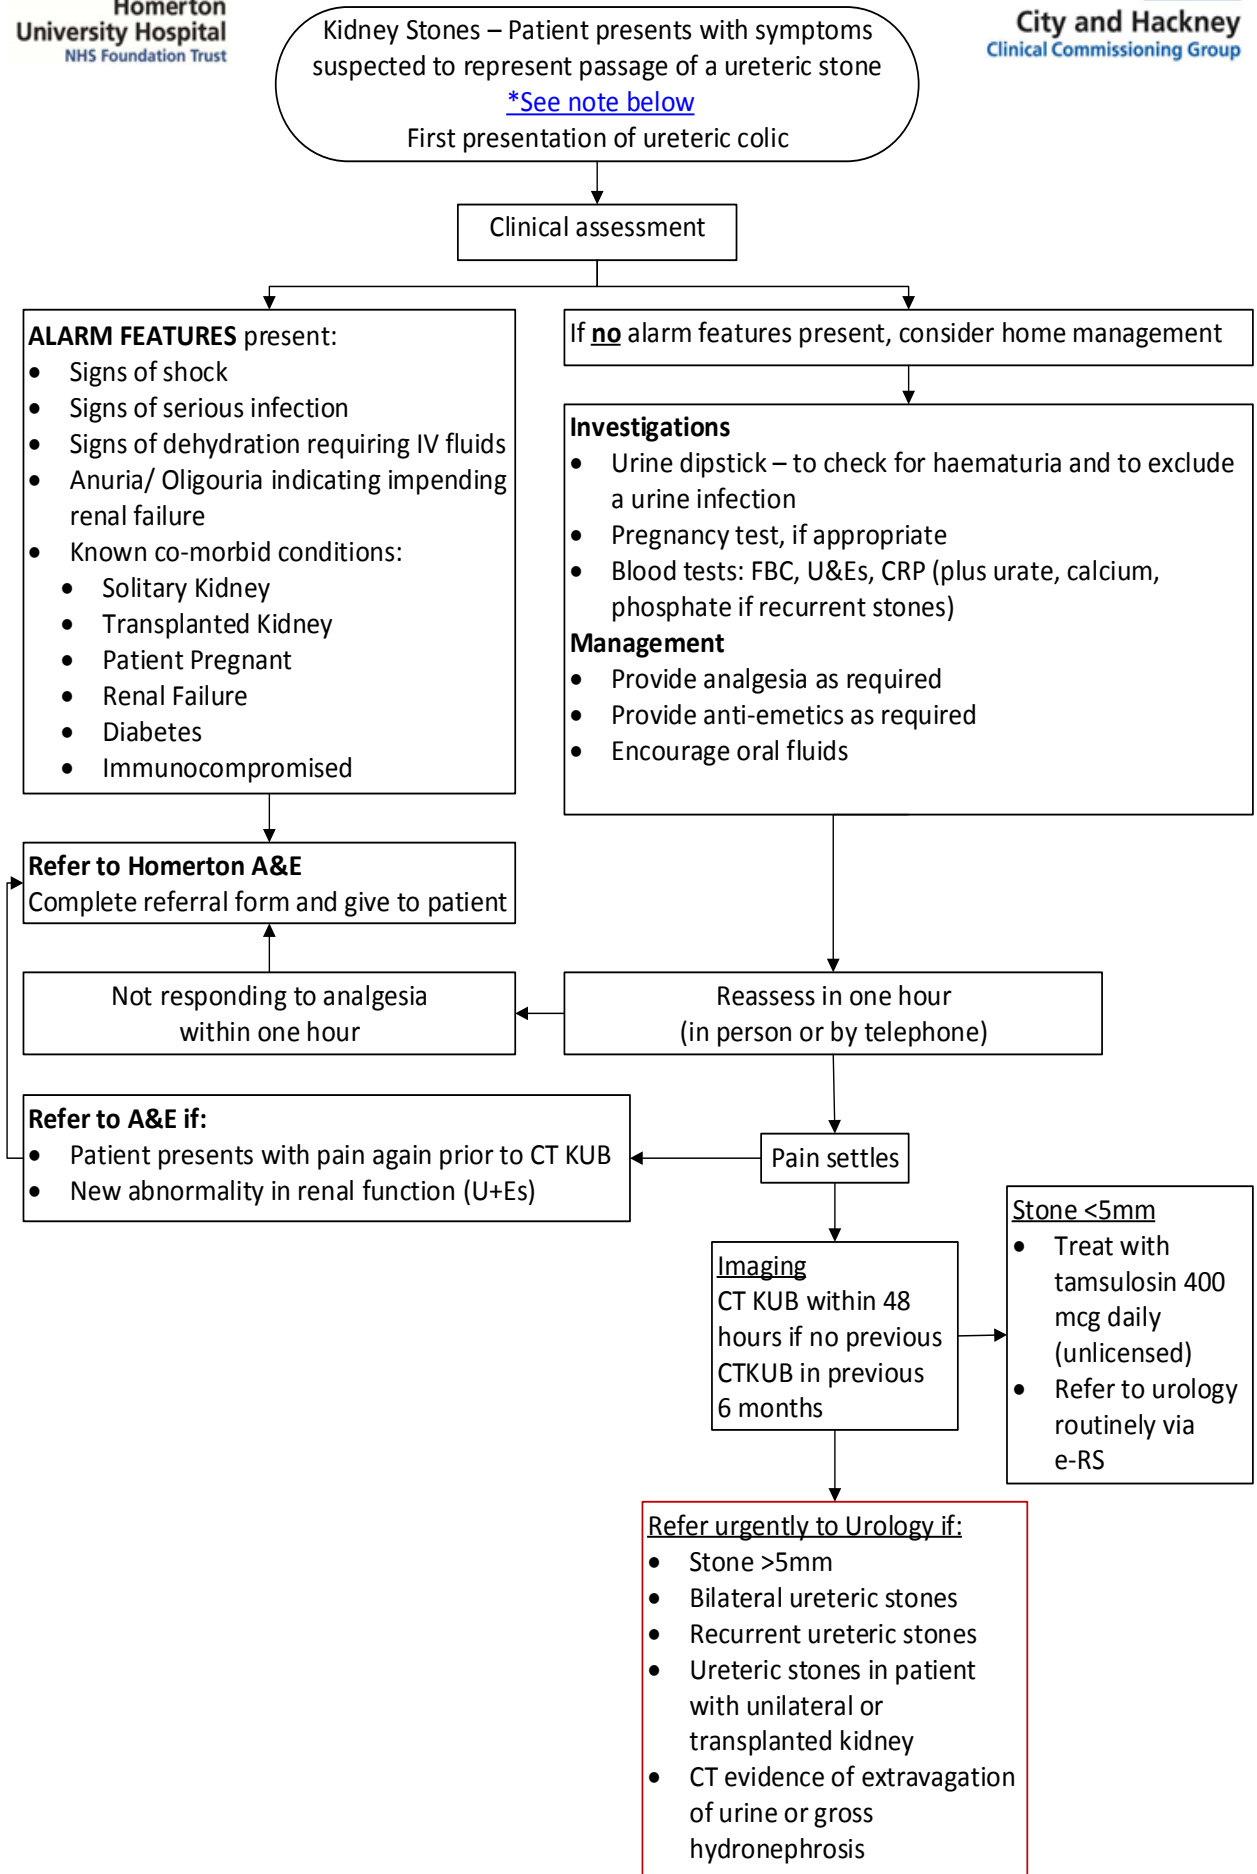 Homerton
University Hospital
NHS Foundation Trust
City and Hackney
Clinical Commissioning Group
Kidney Stones – Patient presents with symptoms
suspected to represent passage of a ureteric stone
*See note below
First presentation of ureteric colic
Clinical assessment
ALARM FEATURES present:
• Signs of shock
• Signs of serious infection
• Signs of dehydration requiring IV fluids
• Anuria/ Oligouria indicating impending
renal failure
• Known co-morbid conditions:
• Solitary Kidney
• Transplanted Kidney
• Patient Pregnant
• Renal Failure
• Diabetes
• Immunocompromised
If no alarm features present, consider home management
Investigations
• Urine dipstick – to check for haematuria and to exclude
a urine infection
• Pregnancy test, if appropriate
• Blood tests: FBC, U&Es, CRP (plus urate, calcium,
phosphate if recurrent stones)
Management
• Provide analgesia as required
• Provide anti-emetics as required
• Encourage oral fluids
Refer to Homerton A&E
Complete referral form and give to patient
Not responding to analgesia
within one hour
Reassess in one hour
(in person or by telephone)
Refer to A&E if:
• Patient presents with pain again prior to CT KUB
• New abnormality in renal function (U+Es)
Pain settles
Imaging
CT KUB within 48
hours if no previous
CTKUB in previous
6 months
Stone <5mm
• Treat with
tamsulosin 400
mcg daily
(unlicensed)
• Refer to urology
routinely via
e-RS
Refer urgently to Urology if:
• Stone >5mm
• Bilateral ureteric stones
• Recurrent ureteric stones
• Ureteric stones in patient
with unilateral or
transplanted kidney
• CT evidence of extravagation
of urine or gross
hydronephrosis